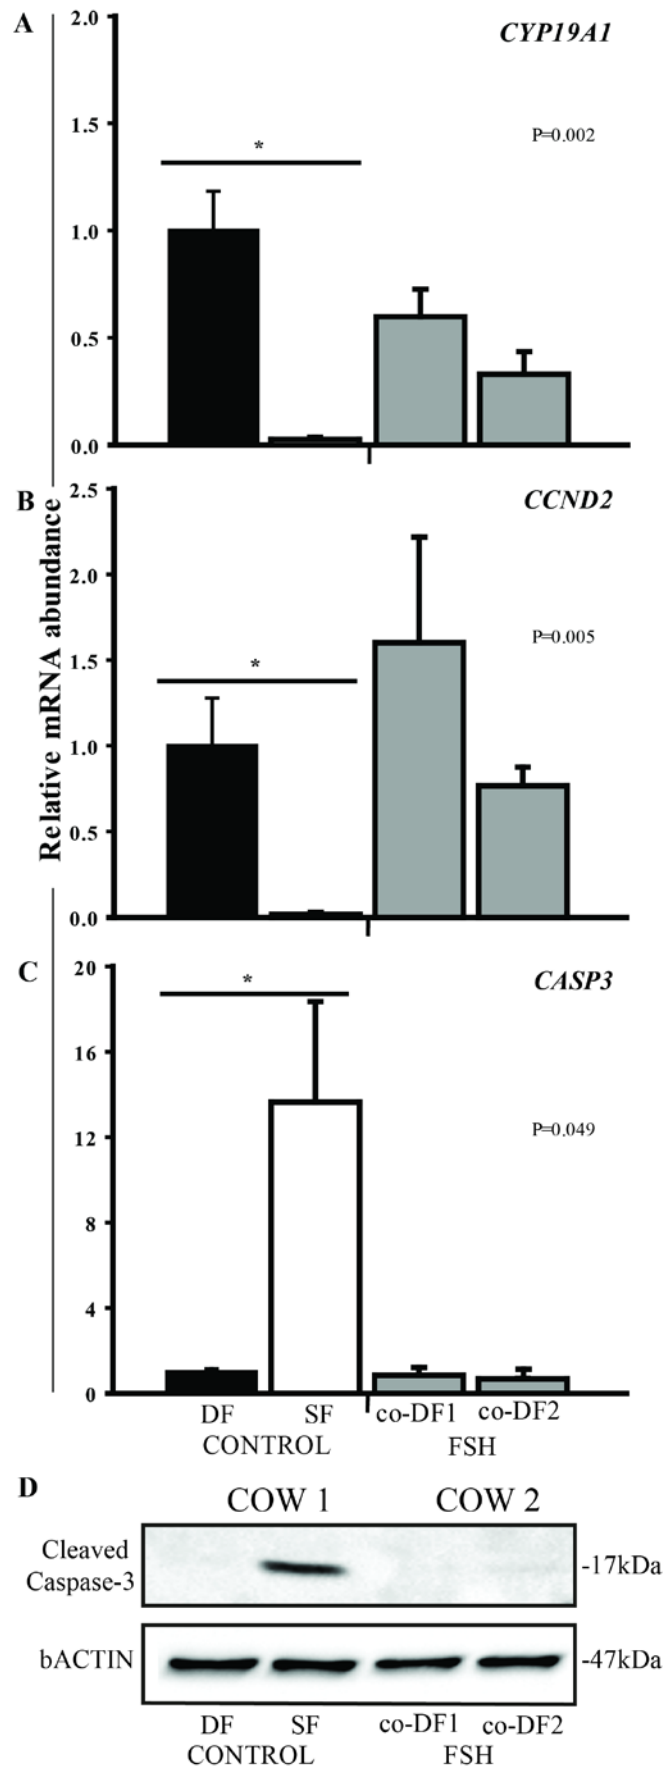 A
CYP19A1
2.0
1.5
1.0
0.5
0.0
P=0.002
*
B
CCND2
2.5
2.0
1.5
1.0
0.5
0.0
P=0.005
*
Relative mRNA abundance
C
CASP3
20
16
12
8
4
0
P=0.049
*
DF SF co-DF1 co-DF2
CONTROL FSH
D
COW 1 COW 2
Cleaved
Caspase-3
-17kDa
bACTIN
-47kDa
DF SF co-DF1 co-DF2
CONTROL FSH